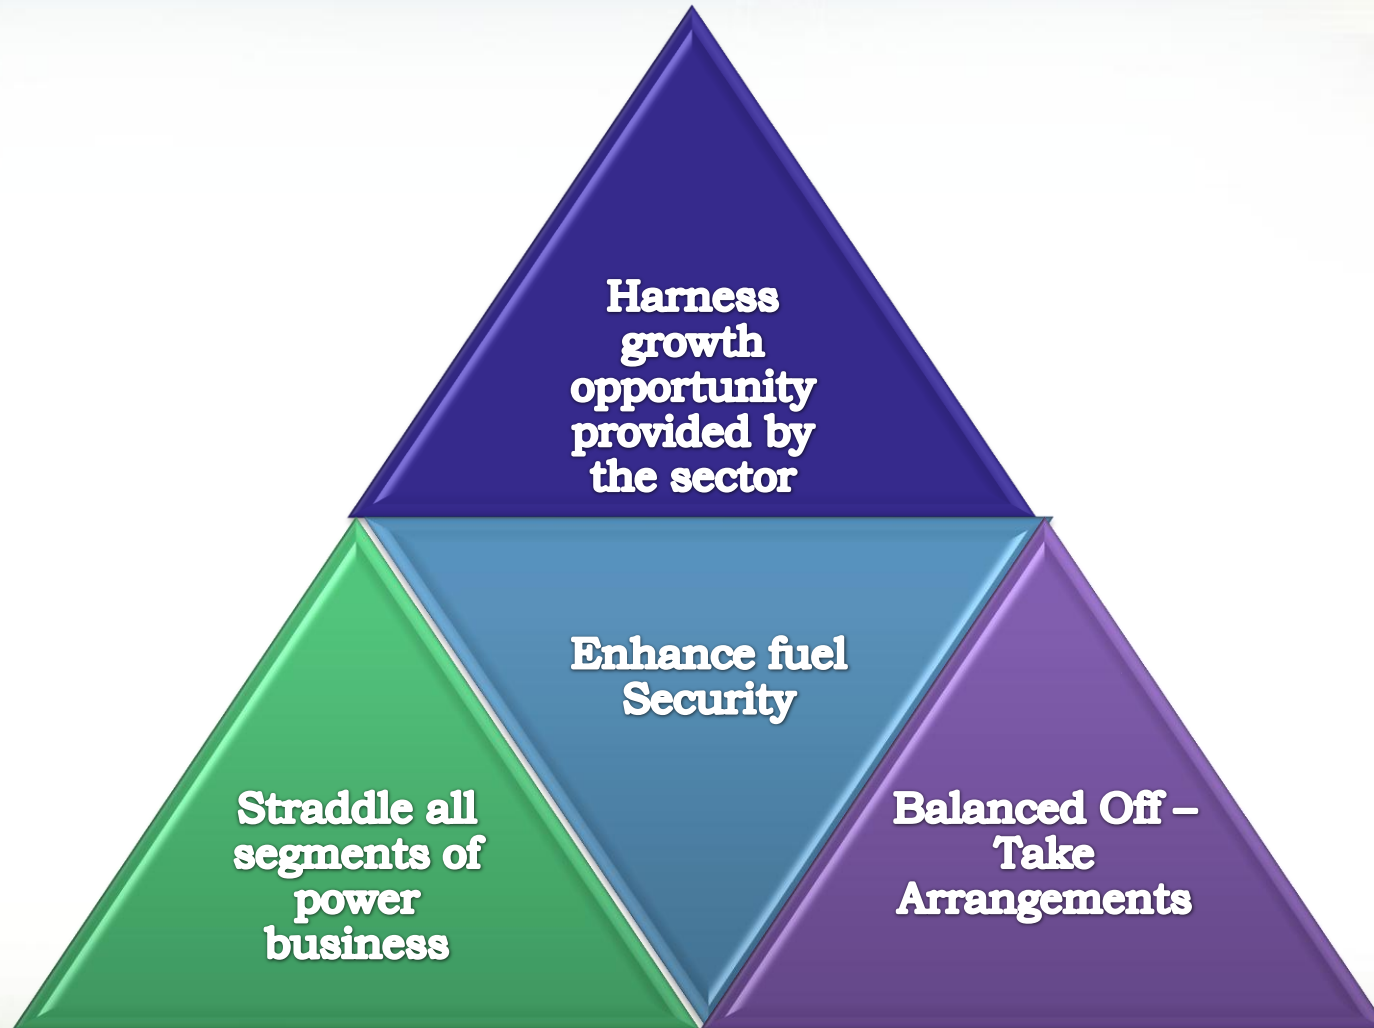 Harness
growth
opportunity
provided by
the sector
Enhance fuel
Security
Straddle all
segments of
power
business
Balanced Off –
Take
Arrangements